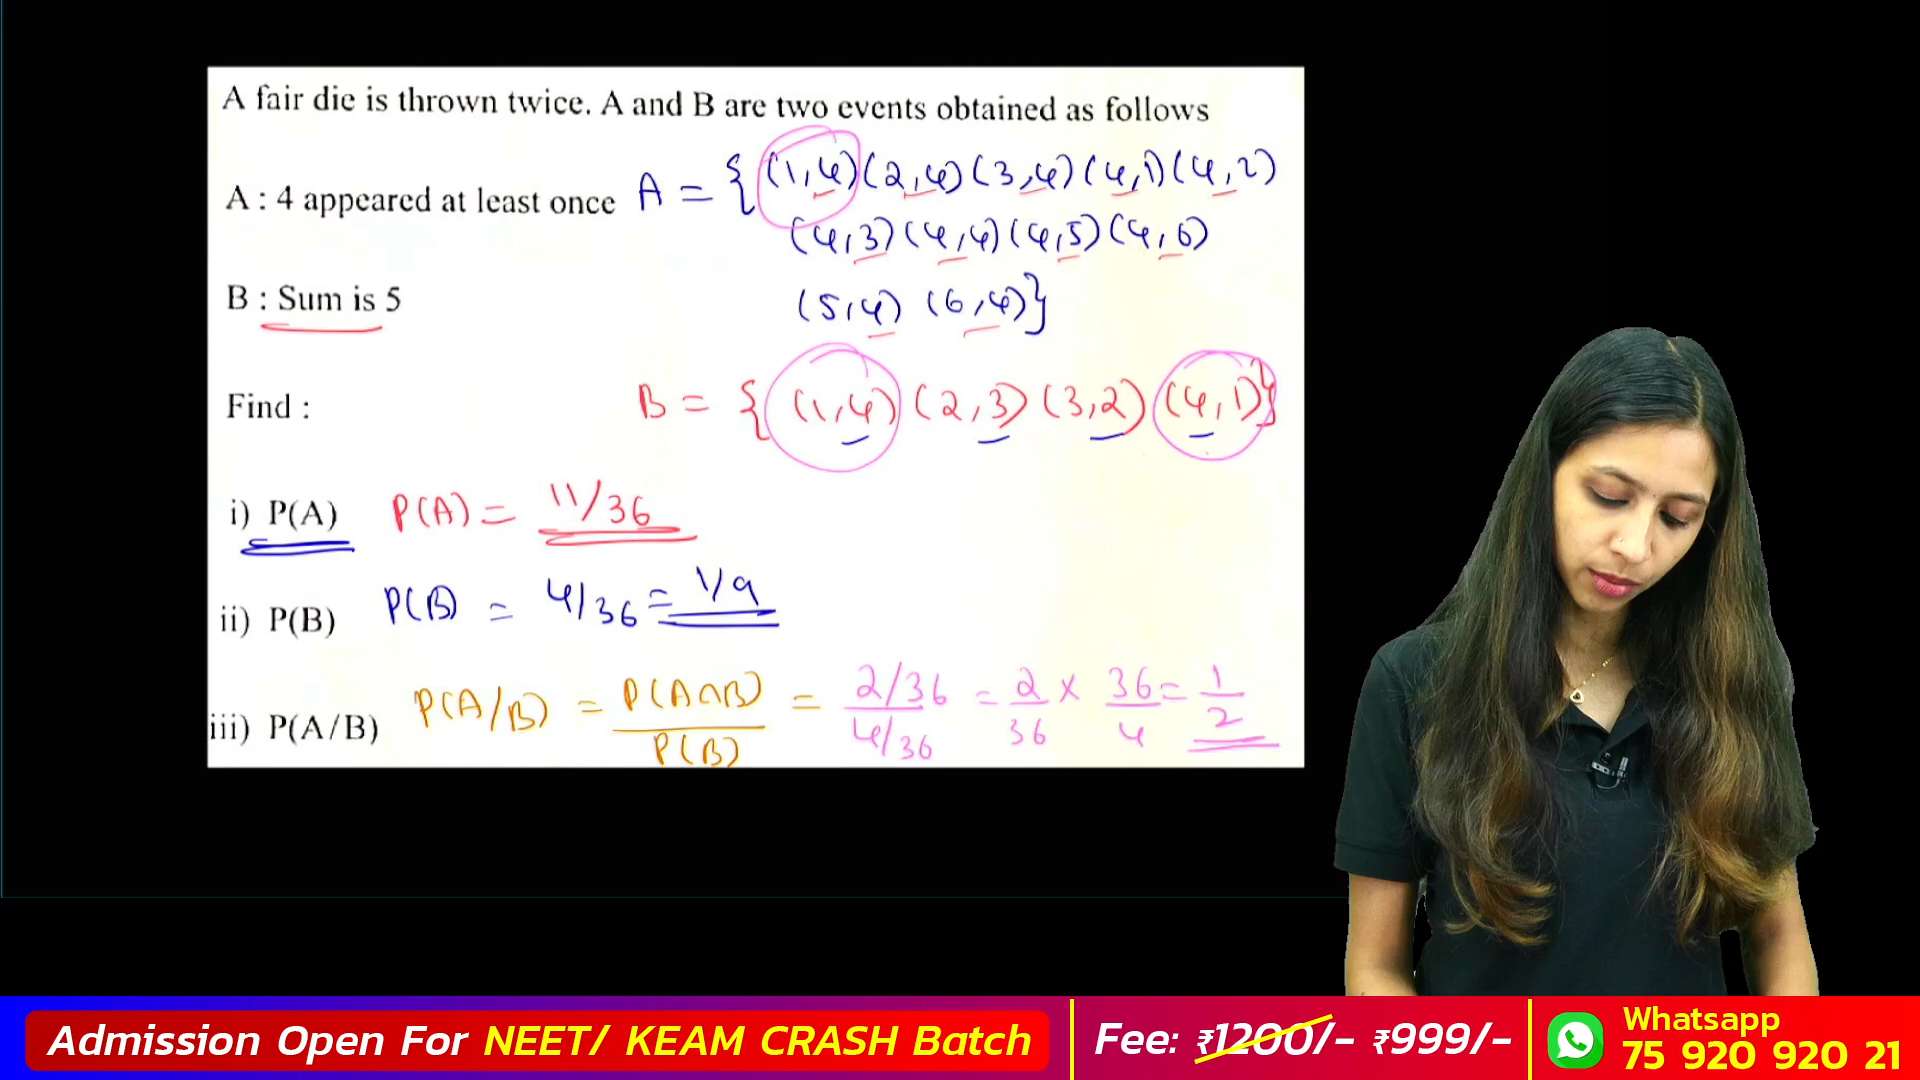 A fair die is thrown twice. A and B are two events obtained as follows
A : 4 appeared at least once A = {(1,4)(2,4)(3,4)(4,1)(4,2)
(4,3)(4,4)(4,5)(4,6)
(5,4) (6,4)}
B : Sum is 5
B = { (1,4) (2,3) (3,2) (4,1)}
Find :
i) P(A) P(A) = 11/36
ii) P(B) P(B) = 4/36 = 1/9
iii) P(A/B) P(A/B) = P(A∩B)/P(B) = (2/36)/(4/36) = 2/36 × 36/4 = 1/2
Admission Open For NEET/ KEAM CRASH Batch
Fee: ₹1200/- ₹999/-
Whatsapp
75 920 920 21